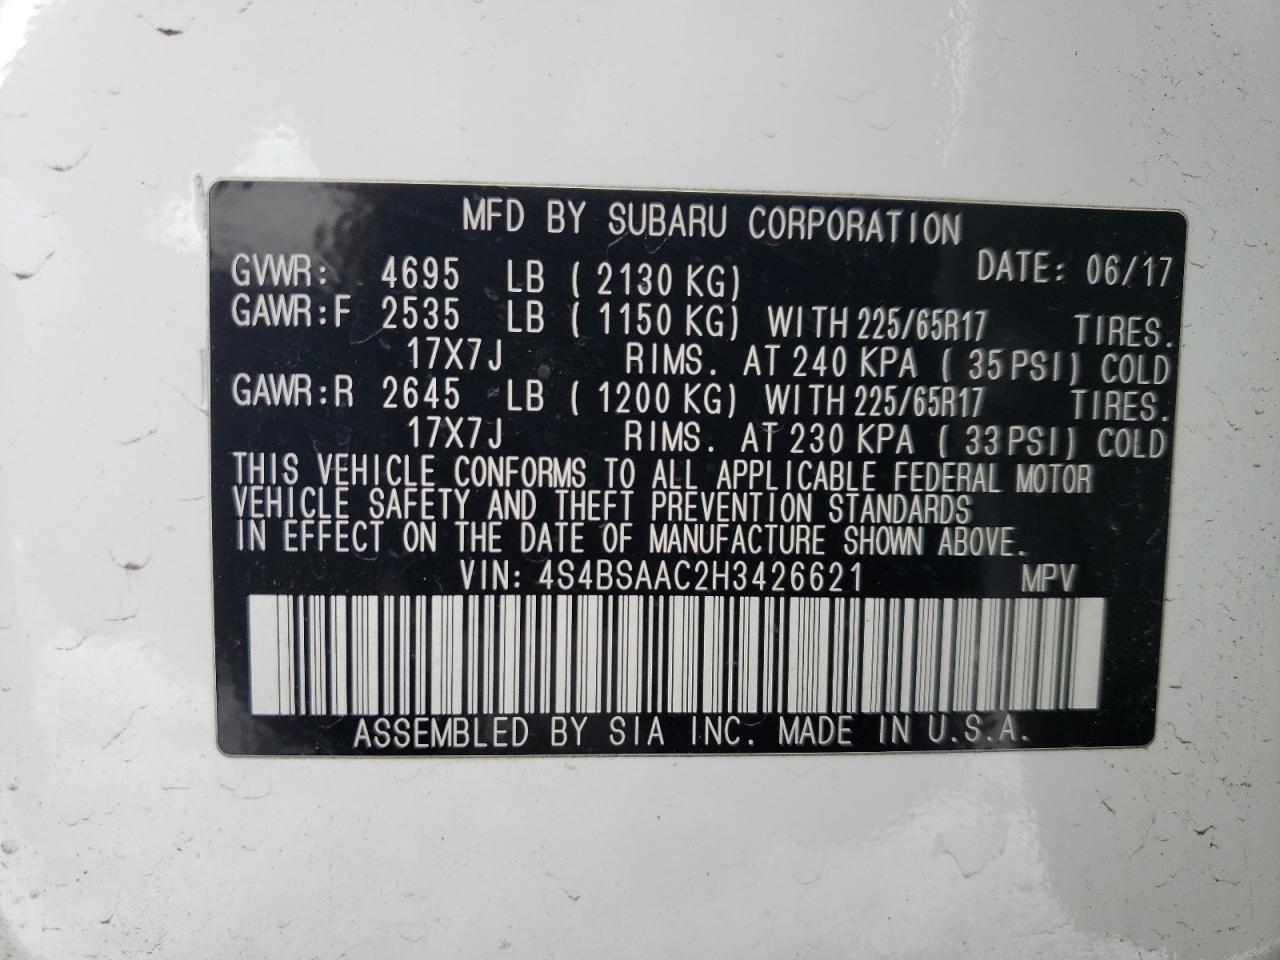 MFD BY SUBARU CORPORATION
GVWR: 4695 LB ( 2130 KG) DATE: 06/17
GAWR:F 2535 LB ( 1150 KG) WITH 225/65R17 TIRES.
17X7J RIMS. AT 240 KPA ( 35 PSI) COLD
GAWR:R 2645 LB ( 1200 KG) WITH 225/65R17 TIRES.
17X7J RIMS. AT 230 KPA ( 33 PSI) COLD
THIS VEHICLE CONFORMS TO ALL APPLICABLE FEDERAL MOTOR
VEHICLE SAFETY AND THEFT PREVENTION STANDARDS
IN EFFECT ON THE DATE OF MANUFACTURE SHOWN ABOVE.
VIN: 4S4BSAAC2H3426621 MPV
ASSEMBLED BY SIA INC. MADE IN U.S.A.